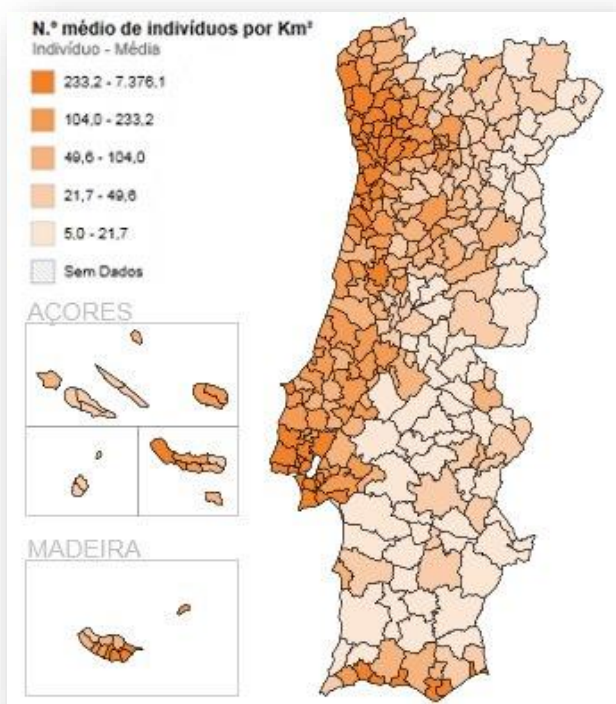 N.º médio de indivíduos por Km²
Indivíduo - Média
233,2 - 7.376,1
104,0 - 233,2
49,6 - 104,0
21,7 - 49,6
5,0 - 21,7
Sem Dados
AÇORES
MADEIRA